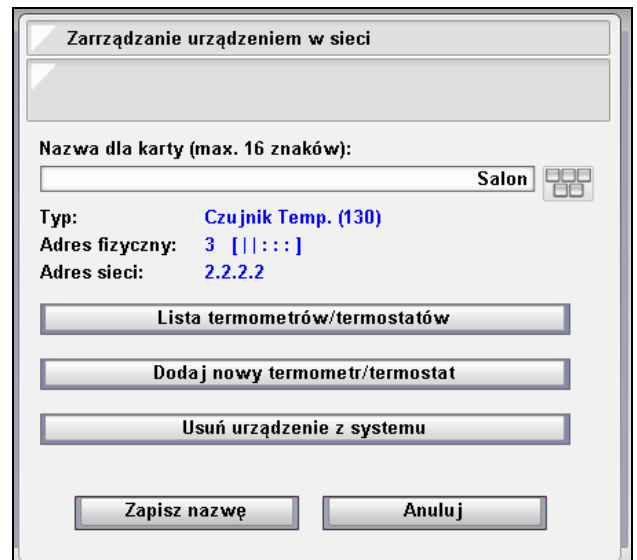 Zarrządzanie urządzeniem w sieci
Nazwa dla karty (max. 16 znaków):
Salon
Typ: Czujnik Temp. (130)
Adres fizyczny: 3 [||:::]
Adres sieci: 2.2.2.2
Lista termometrów/termostatów
Dodaj nowy termometr/termostat
Usuń urządzenie z systemu
Zapisz nazwę Anuluj